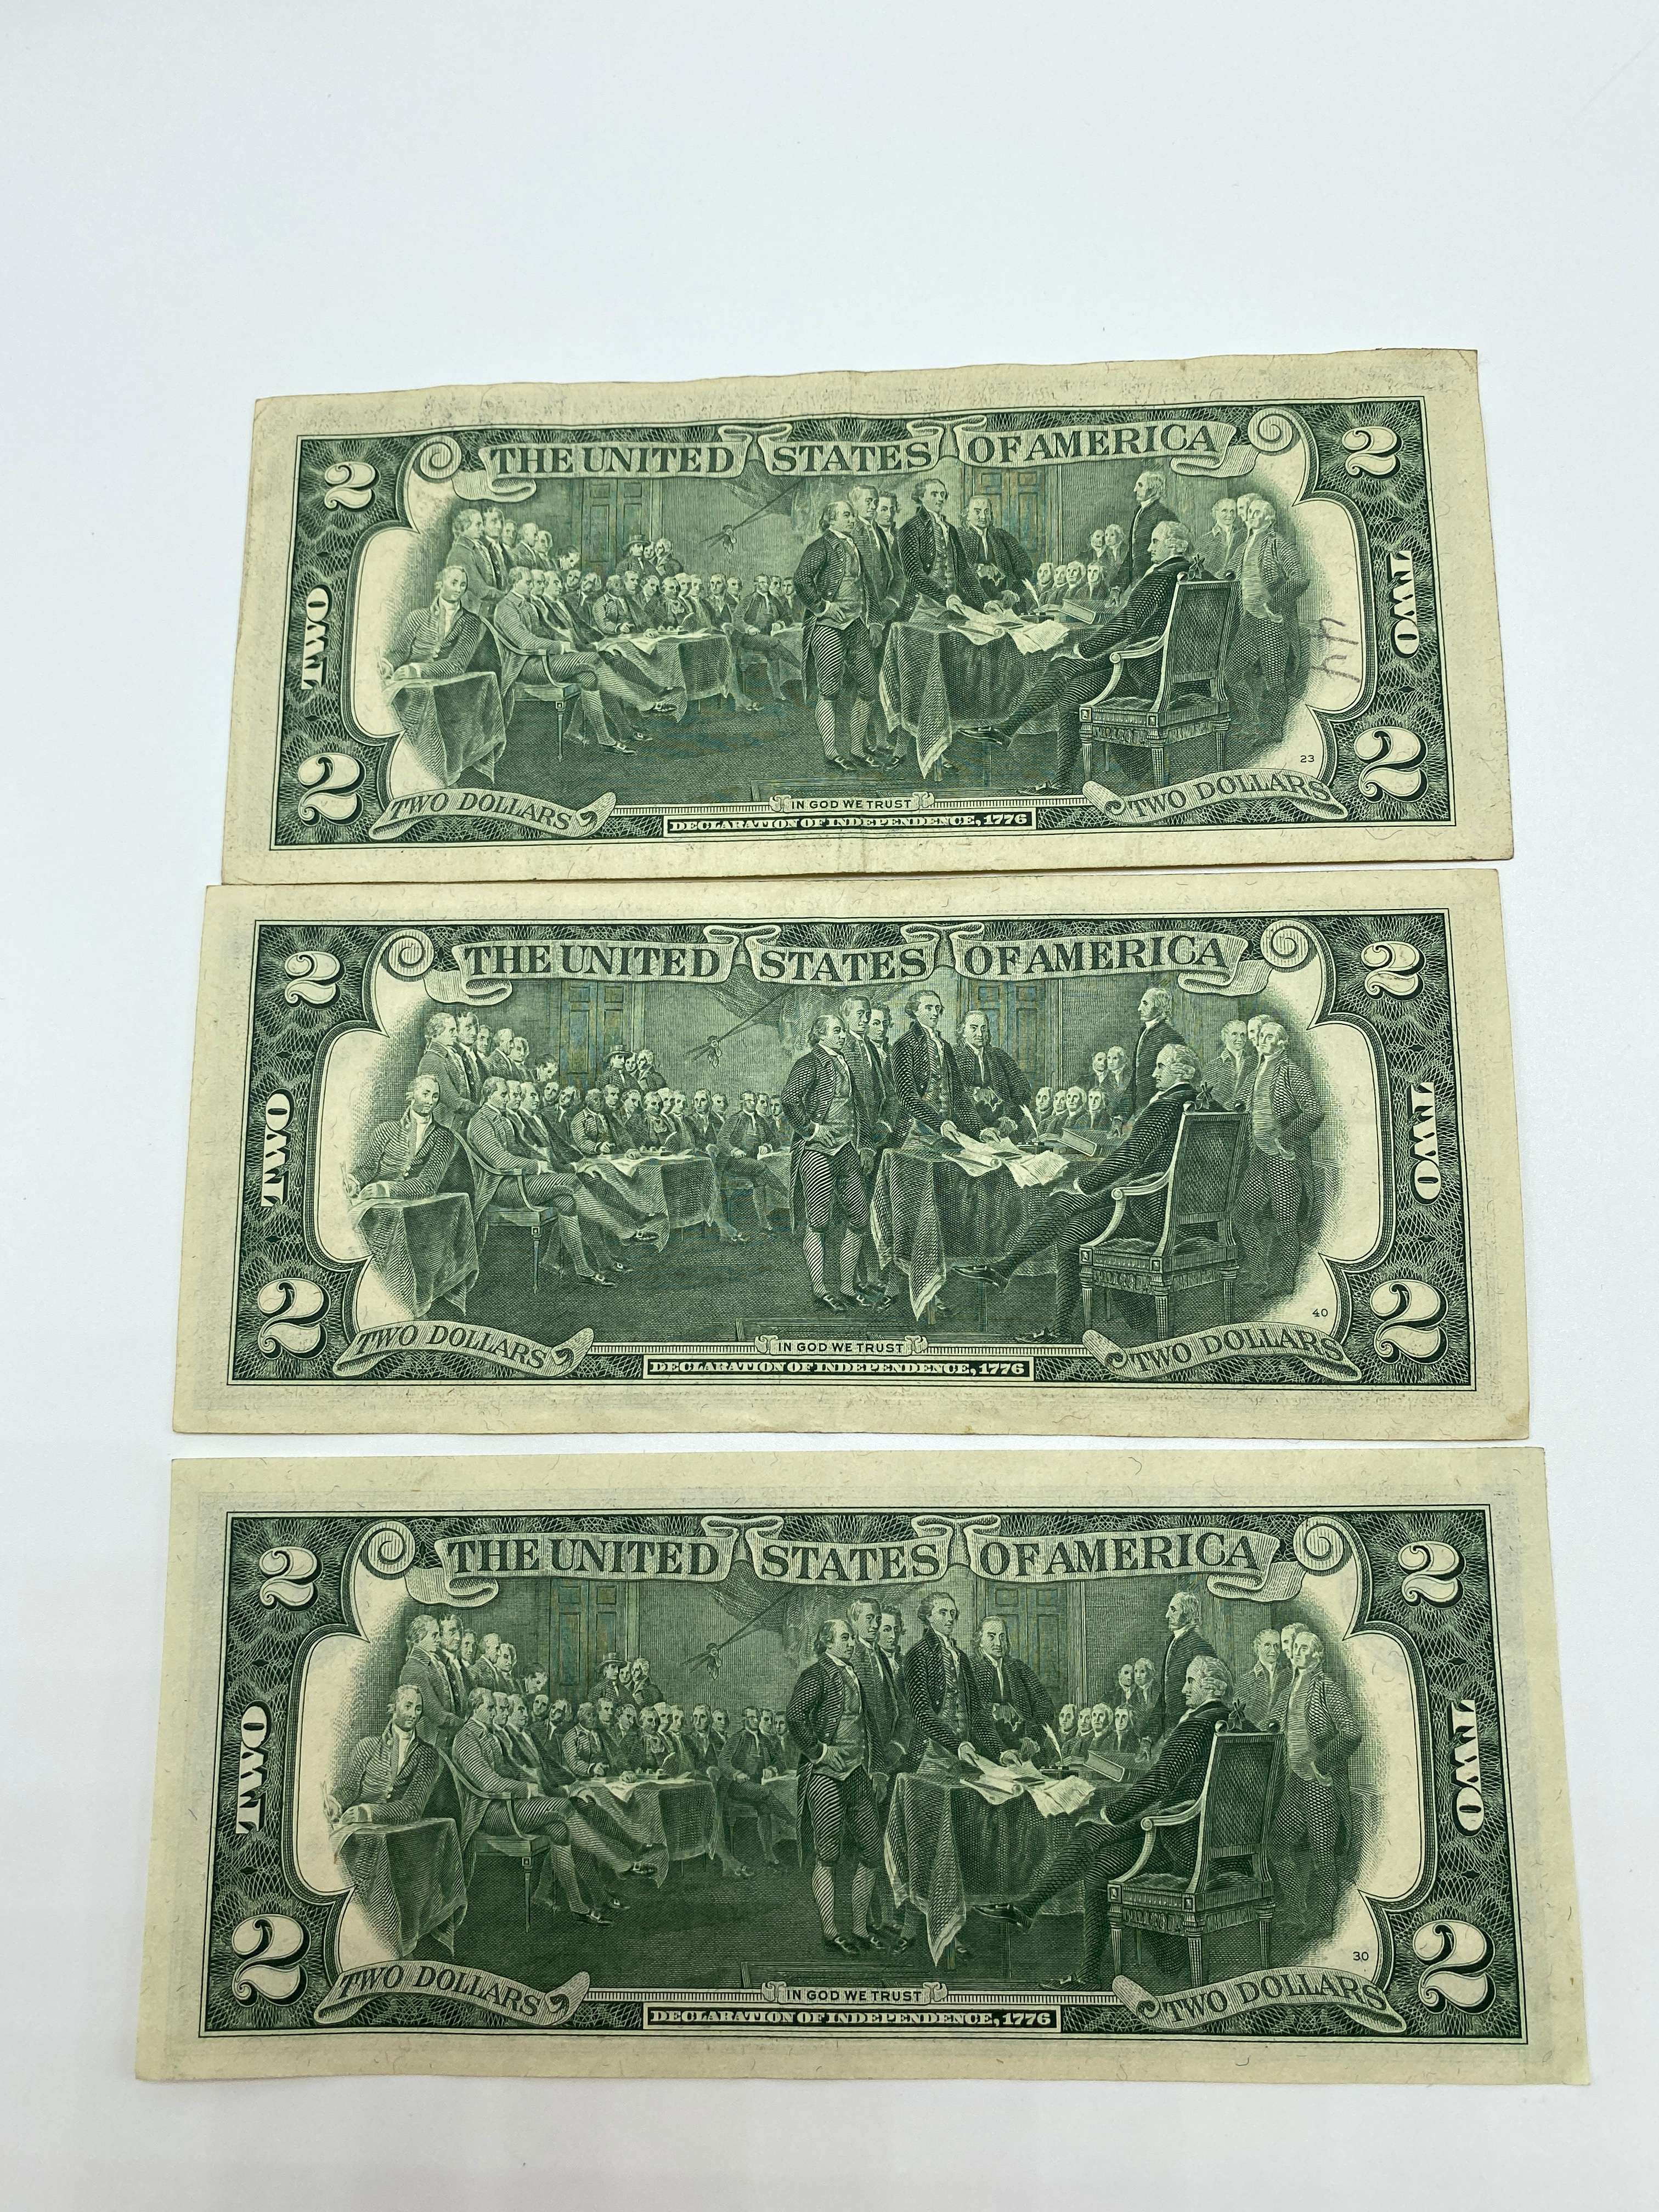 THE UNITED STATES OF AMERICA
2 2
TWO TWO
2 2
23
TWO DOLLARS IN GOD WE TRUST TWO DOLLARS
DECLARATION OF INDEPENDENCE, 1776
THE UNITED STATES OF AMERICA
2 2
TWO TWO
2 2
40
TWO DOLLARS IN GOD WE TRUST TWO DOLLARS
DECLARATION OF INDEPENDENCE, 1776
THE UNITED STATES OF AMERICA
2 2
TWO TWO
2 2
30
TWO DOLLARS IN GOD WE TRUST TWO DOLLARS
DECLARATION OF INDEPENDENCE, 1776